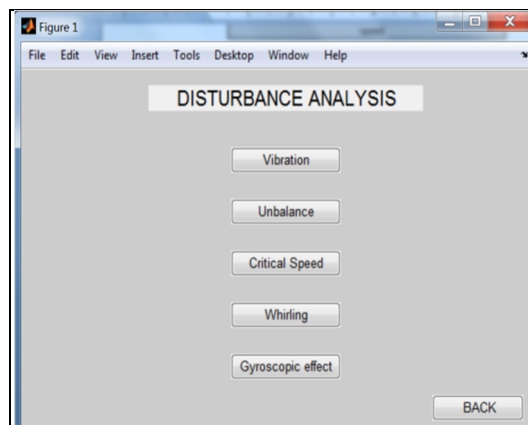 Figure 1
File Edit View Insert Tools Desktop Window Help
DISTURBANCE ANALYSIS
Vibration
Unbalance
Critical Speed
Whirling
Gyroscopic effect
BACK